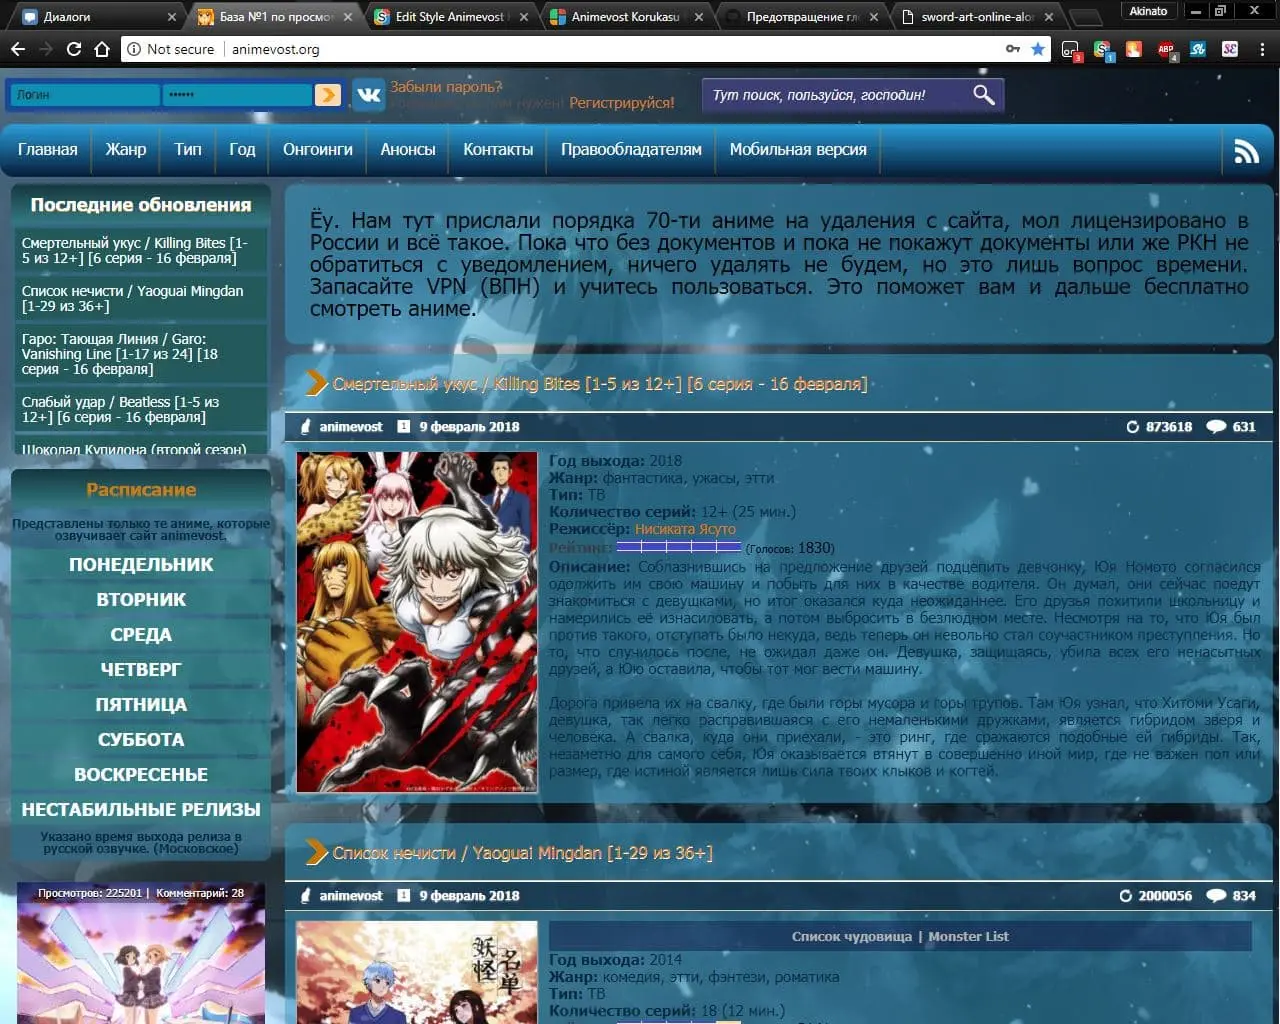 Диалоги
База №1 по просмо
Edit Style Animevost
Animevost Korukasu
Предотвращение гл
sword-art-online-alo
Akinato
Not secure
animevost.org
3
1
ABP
4
Логин
••••••
Забыли пароль?
нужен! Регистрируйся!
Тут поиск, пользуйся, господин!
Главная
Жанр
Тип
Год
Онгоинги
Анонсы
Контакты
Правообладателям
Мобильная версия
Последние обновления
Смертельный укус / Killing Bites [1-
5 из 12+] [6 серия - 16 февраля]
Список нечисти / Yaoguai Mingdan
[1-29 из 36+]
Гаро: Тающая Линия / Garo:
Vanishing Line [1-17 из 24] [18
серия - 16 февраля]
Слабый удар / Beatless [1-5 из
12+] [6 серия - 16 февраля]
Шоколад Купидона (второй сезон)
Расписание
Представлены только те аниме, которые
озвучивает сайт animevost.
ПОНЕДЕЛЬНИК
ВТОРНИК
СРЕДА
ЧЕТВЕРГ
ПЯТНИЦА
СУББОТА
ВОСКРЕСЕНЬЕ
НЕСТАБИЛЬНЫЕ РЕЛИЗЫ
Указано время выхода релиза в
русской озвучке. (Московское)
Просмотров: 225201 | Комментарий: 28
Ёу. Нам тут прислали порядка 70-ти аниме на удаления с сайта, мол лицензировано в
России и всё такое. Пока что без документов и пока не покажут документы или же РКН не
обратиться с уведомлением, ничего удалять не будем, но это лишь вопрос времени.
Запасайте VPN (ВПН) и учитесь пользоваться. Это поможет вам и дальше бесплатно
смотреть аниме.
Смертельный укус / Killing Bites [1-5 из 12+] [6 серия - 16 февраля]
animevost
1
9 февраль 2018
873618
631
Год выхода: 2018
Жанр: фантастика, ужасы, этти
Тип: ТВ
Количество серий: 12+ (25 мин.)
Режиссёр: Нисиката Ясуто
Рейтинг: (Голосов: 1830)
Описание: Соблазнившись на предложение друзей подцепить девчонку, Юя Номото согласился
одолжить им свою машину и побыть для них в качестве водителя. Он думал, они сейчас поедут
знакомиться с девушками, но итог оказался куда неожиданнее. Его друзья похитили школьницу и
намерились её изнасиловать, а потом выбросить в безлюдном месте. Несмотря на то, что Юя был
против такого, отступать было некуда, ведь теперь он невольно стал соучастником преступления. Но
то, что случилось после, не ожидал даже он. Девушка, защищаясь, убила всех его ненасытных
друзей, а Юю оставила, чтобы тот мог вести машину.
Дорога привела их на свалку, где были горы мусора и горы трупов. Там Юя узнал, что Хитоми Усаги,
девушка, так легко расправившаяся с его немаленькими дружками, является гибридом зверя и
человека. А свалка, куда они приехали, - это ринг, где сражаются подобные ей гибриды. Так,
незаметно для самого себя, Юя оказывается втянут в совершенно иной мир, где не важен пол или
размер, где истиной является лишь сила твоих клыков и когтей.
Список нечисти / Yaoguai Mingdan [1-29 из 36+]
animevost
1
9 февраль 2018
2000056
834
妖怪
名单
Список чудовища | Monster List
Год выхода: 2014
Жанр: комедия, этти, фэнтези, роматика
Тип: ТВ
Количество серий: 18 (12 мин.)